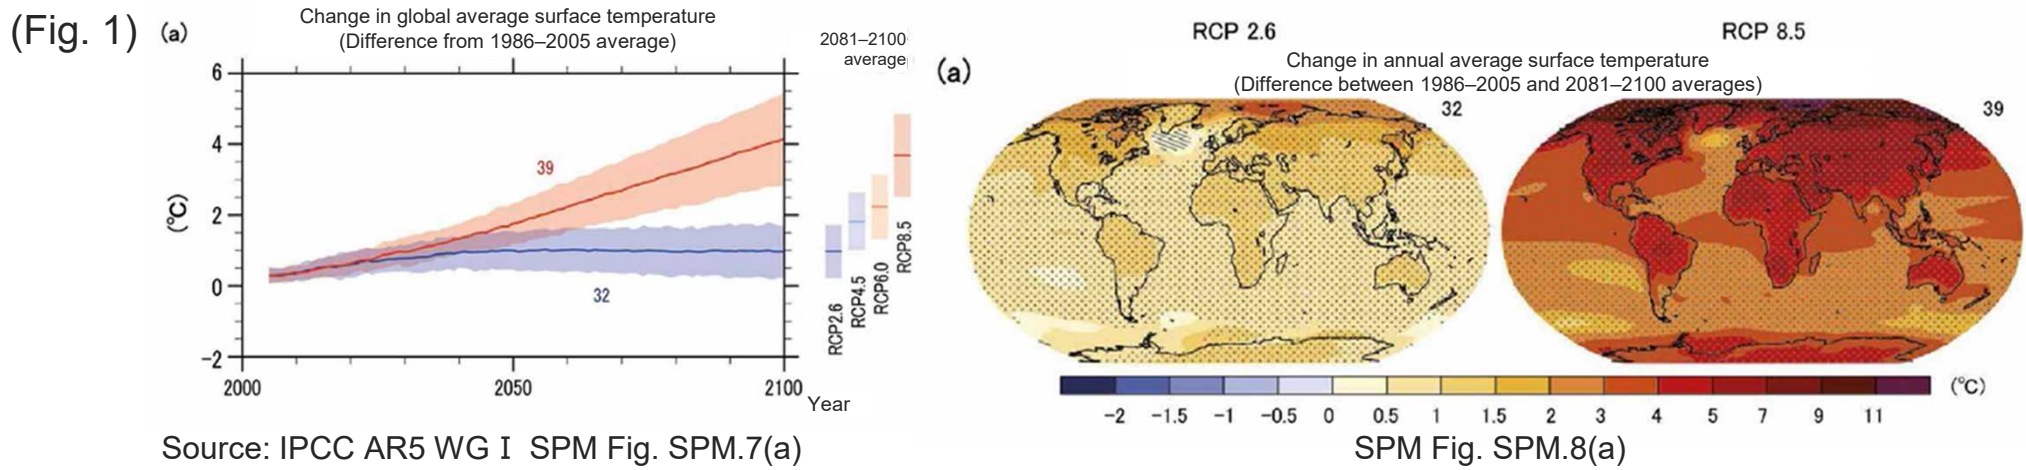 (Fig. 1)
(a)
Change in global average surface temperature
(Difference from 1986–2005 average)
2081–2100
average
6
4
2
0
−2
(℃)
39
32
2000
2050
2100
Year
RCP2.6
RCP4.5
RCP6.0
RCP8.5
Source: IPCC AR5 WG I SPM Fig. SPM.7(a)
RCP 2.6
RCP 8.5
(a)
Change in annual average surface temperature
(Difference between 1986–2005 and 2081–2100 averages)
32
39
−2 −1.5 −1 −0.5 0 0.5 1 1.5 2 3 4 5 7 9 11
(℃)
SPM Fig. SPM.8(a)